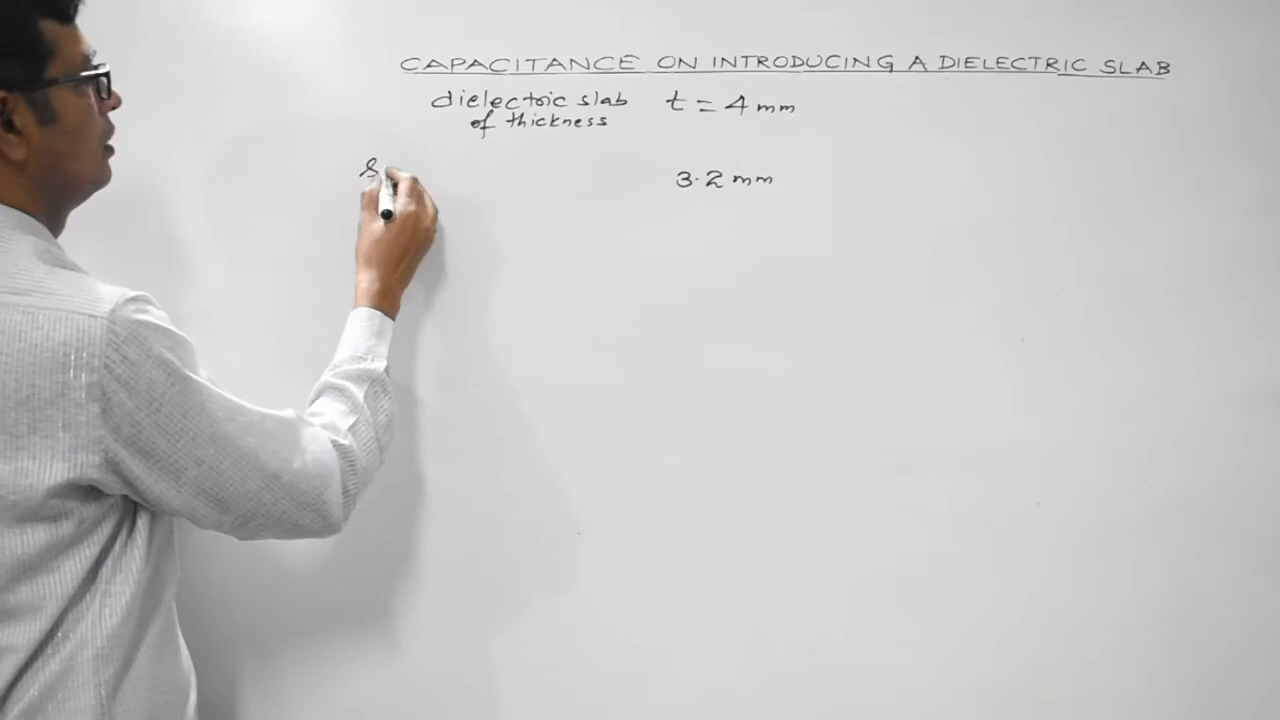 CAPACITANCE ON INTRODUCING A DIELECTRIC SLAB
dielectric slab t = 4 mm
of thickness
3.2 mm